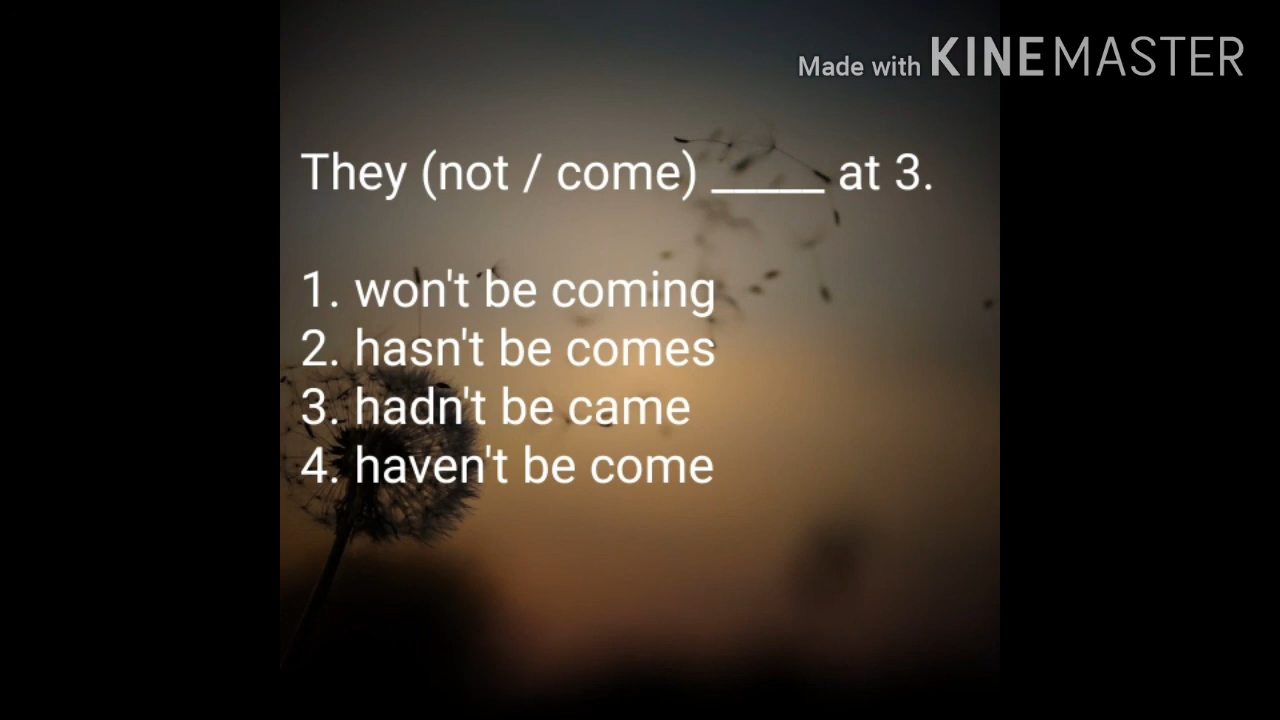 Made with KINEMASTER
They (not / come) _____ at 3.
1. won't be coming
2. hasn't be comes
3. hadn't be came
4. haven't be come